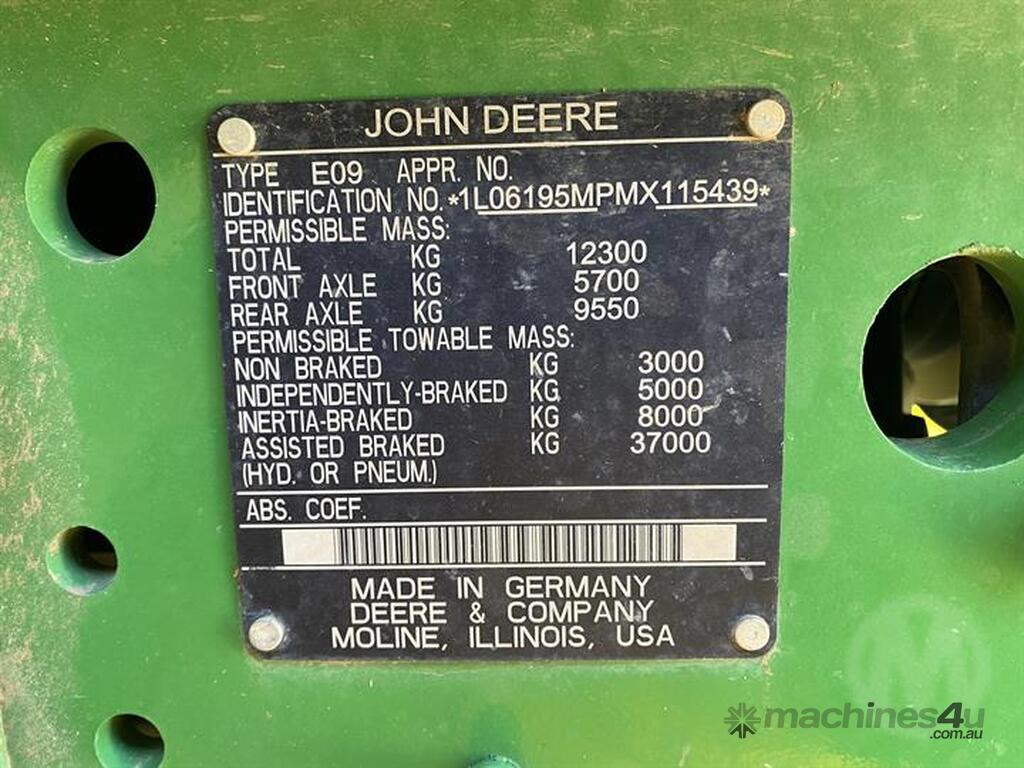 JOHN DEERE
TYPE E09 APPR. NO.
IDENTIFICATION NO. *1L06195MPMX115439*
PERMISSIBLE MASS:
TOTAL KG 12300
FRONT AXLE KG 5700
REAR AXLE KG 9550
PERMISSIBLE TOWABLE MASS:
NON BRAKED KG 3000
INDEPENDENTLY-BRAKED KG 5000
INERTIA-BRAKED KG 8000
ASSISTED BRAKED KG 37000
(HYD. OR PNEUM.)
ABS. COEF.
MADE IN GERMANY
DEERE & COMPANY
MOLINE, ILLINOIS, USA
M
machines4u
.com.au